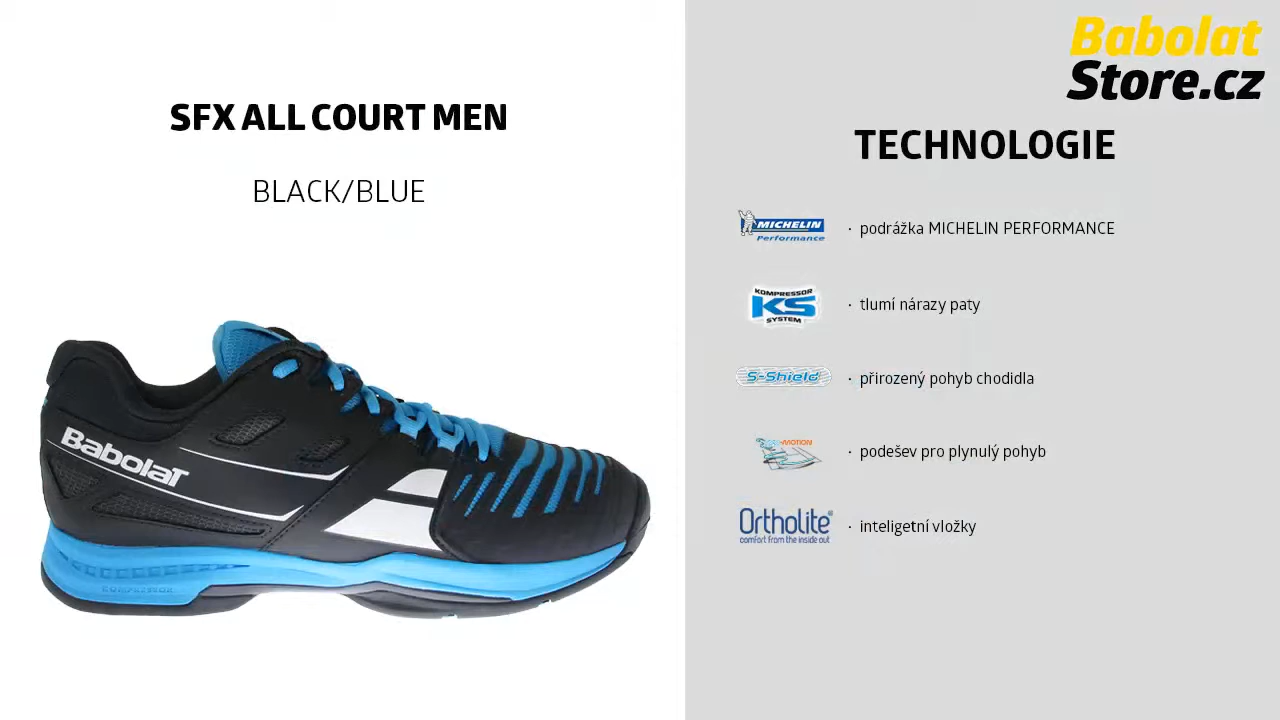 Babolat
Store.cz
SFX ALL COURT MEN
BLACK/BLUE
TECHNOLOGIE
MICHELIN
Performance
· podrážka MICHELIN PERFORMANCE
KOMPRESSOR
KS
SYSTEM
· tlumí nárazy paty
S-Shield
· přirozený pohyb chodidla
MOTION
· podešev pro plynulý pohyb
Ortholite®
comfort from the inside out
· inteligetní vložky
Babolat
COMPRESSOR